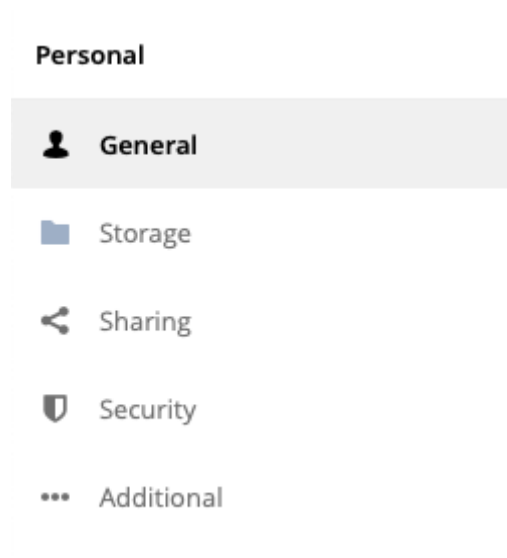 Personal
General
Storage
Sharing
Security
Additional